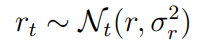 r_t ∼ 𝒩_t(r, σ_r^2)